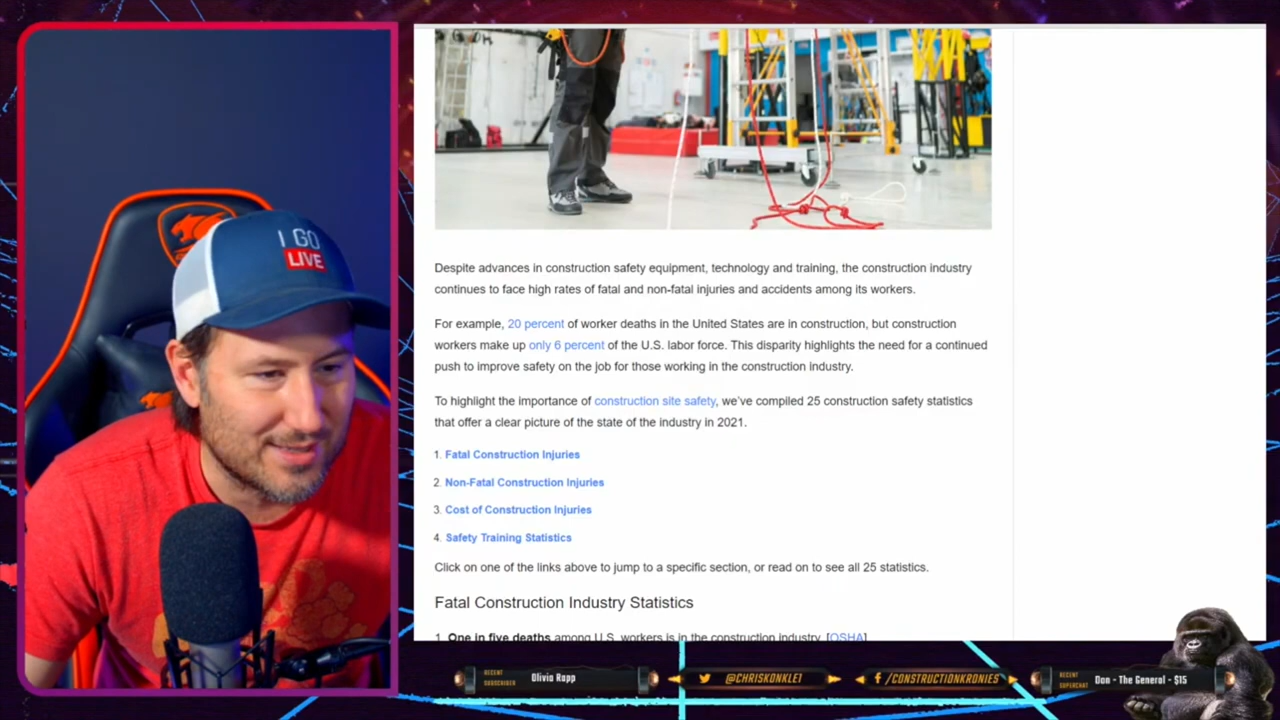 I GO
LIVE
Despite advances in construction safety equipment, technology and training, the construction industry
continues to face high rates of fatal and non-fatal injuries and accidents among its workers.
For example, 20 percent of worker deaths in the United States are in construction, but construction
workers make up only 6 percent of the U.S. labor force. This disparity highlights the need for a continued
push to improve safety on the job for those working in the construction industry.
To highlight the importance of construction site safety, we've compiled 25 construction safety statistics
that offer a clear picture of the state of the industry in 2021.
1. Fatal Construction Injuries
2. Non-Fatal Construction Injuries
3. Cost of Construction Injuries
4. Safety Training Statistics
Click on one of the links above to jump to a specific section, or read on to see all 25 statistics.
Fatal Construction Industry Statistics
1. One in five deaths among U.S. workers is in the construction industry. [OSHA]
RECENT
SUBSCRIBER
Olivia Rapp
@CHRISKONKLE1
/CONSTRUCTIONKRONIES
RECENT
SUPERCHAT
Don - The General - $15